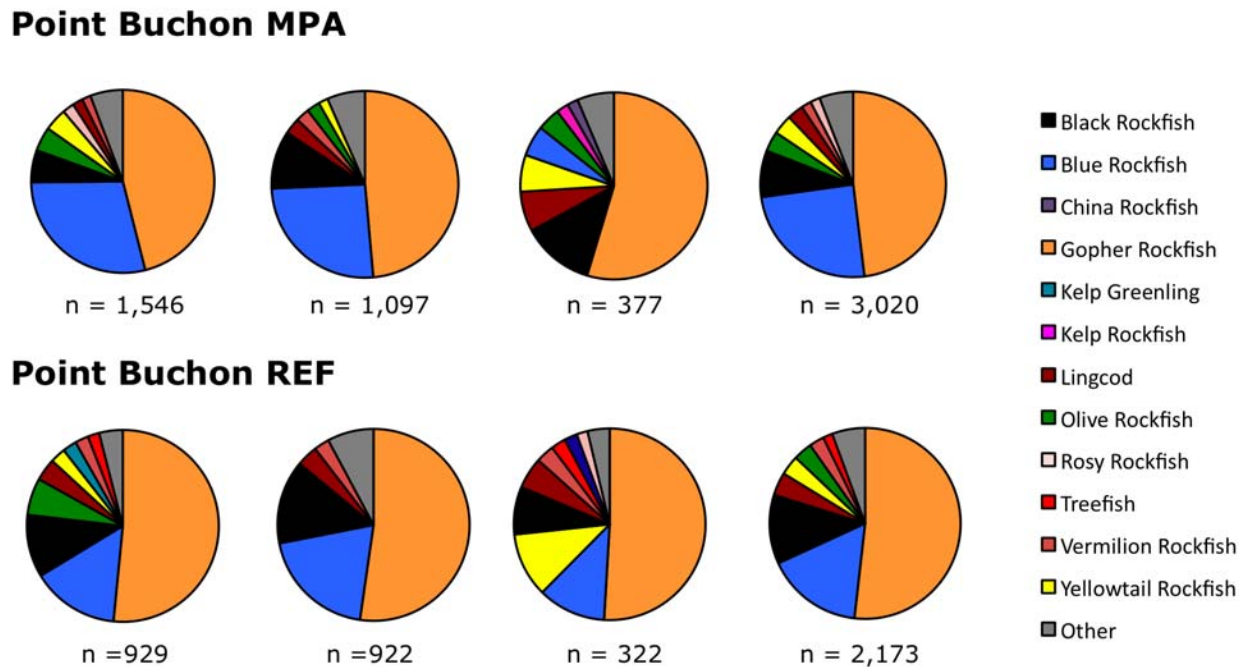 Point Buchon MPA
n = 1,546
n = 1,097
n = 377
n = 3,020
Point Buchon REF
n =929
n = 922
n = 322
n = 2,173
Black Rockfish
Blue Rockfish
China Rockfish
Gopher Rockfish
Kelp Greenling
Kelp Rockfish
Lingcod
Olive Rockfish
Rosy Rockfish
Treefish
Vermilion Rockfish
Yellowtail Rockfish
Other